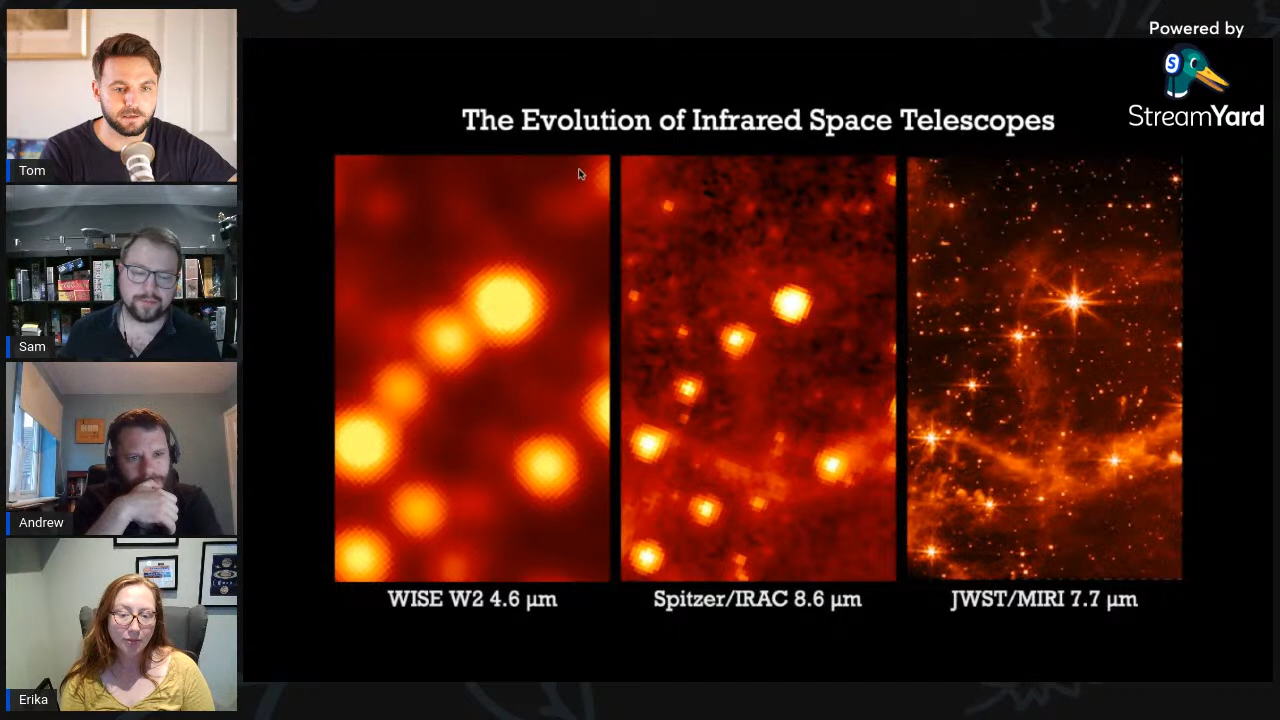 Powered by
S
StreamYard
The Evolution of Infrared Space Telescopes
WISE W2 4.6 µm
Spitzer/IRAC 8.6 µm
JWST/MIRI 7.7 µm
Tom
Sam
Andrew
Erika